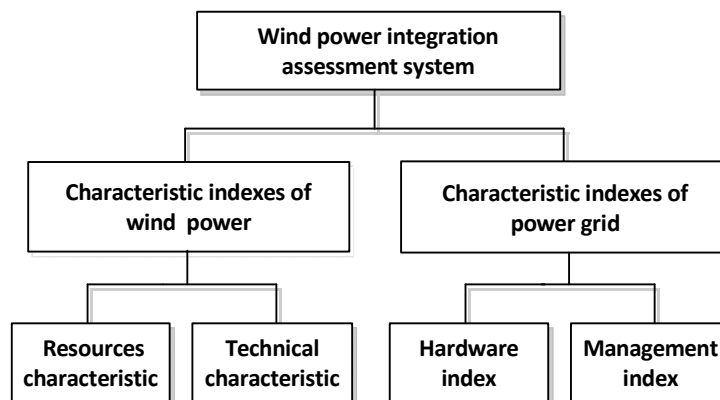 Wind power integration
assessment system
Characteristic indexes of
wind power
Characteristic indexes of
power grid
Resources
characteristic
Technical
characteristic
Hardware
index
Management
index